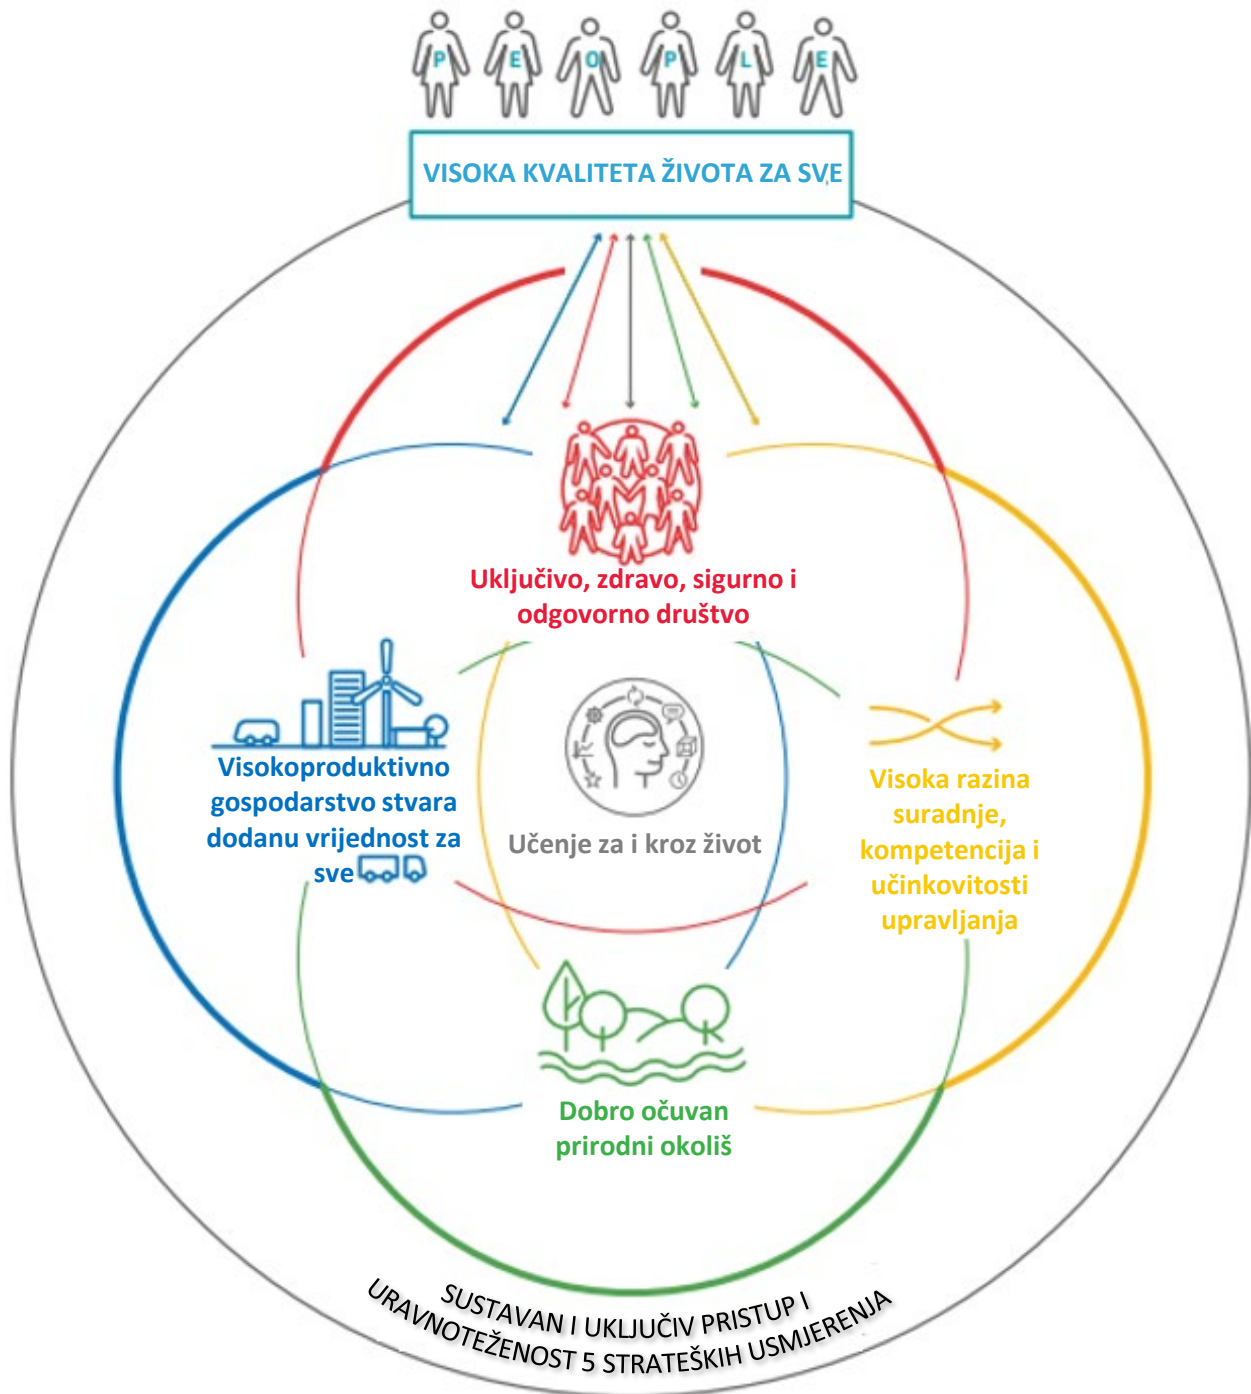 P E O P L E
VISOKA KVALITETA ŽIVOTA ZA SVE
Uključivo, zdravo, sigurno i
odgovorno društvo
Visokoproduktivno
gospodarstvo stvara
dodanu vrijednost za
sve
Učenje za i kroz život
Visoka razina
suradnje,
kompetencija i
učinkovitosti
upravljanja
Dobro očuvan
prirodni okoliš
SUSTAVAN I UKLJUČIV PRISTUP I
URAVNOTEŽENOST 5 STRATEŠKIH USMJERENJA